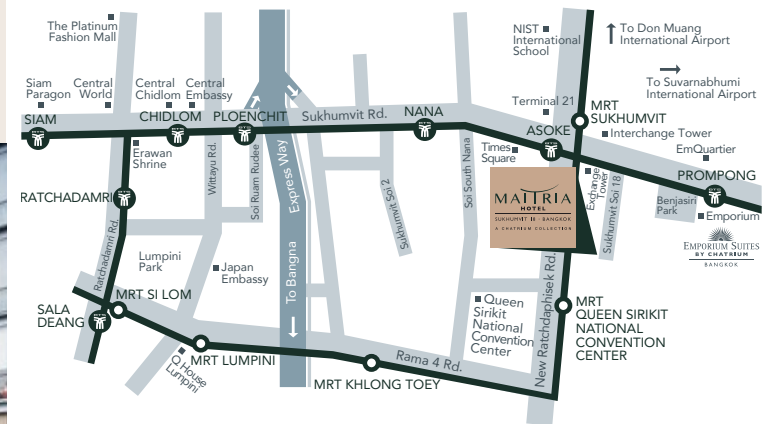 The Platinum
Fashion Mall
NIST
International
School
To Don Muang
International Airport
To Suvarnabhumi
International Airport
Siam
Paragon
Central
World
Central
Chidlom
Central
Embassy
Terminal 21
MRT
SUKHUMVIT
SIAM
CHIDLOM
PLOENCHIT
Sukhumvit Rd.
NANA
ASOKE
Interchange Tower
Times
Square
EmQuartier
Erawan
Shrine
Wittayu Rd.
Soi Ruam Rudee
Express Way
Soi South Nana
Exchange
Tower
Sukhumvit Soi 18
PROMPONG
RATCHADAMRI
MAITRIA
HOTEL
SUKHUMVIT 18 - BANGKOK
A CHATRIUM COLLECTION
Benjasiri
Park
Emporium
Ratchadamri Rd.
Sukhumvit Soi 2
EMPORIUM SUITES
BY CHATRIUM
BANGKOK
Lumpini
Park
Japan
Embassy
To Bangna
New Ratchdaphisek Rd.
MRT SI LOM
SALA
DEANG
Queen
Sirikit
National
Convention
Center
MRT
QUEEN SIRIKIT
NATIONAL
CONVENTION
CENTER
Q House
Lumpini
MRT LUMPINI
Rama 4 Rd.
MRT KHLONG TOEY